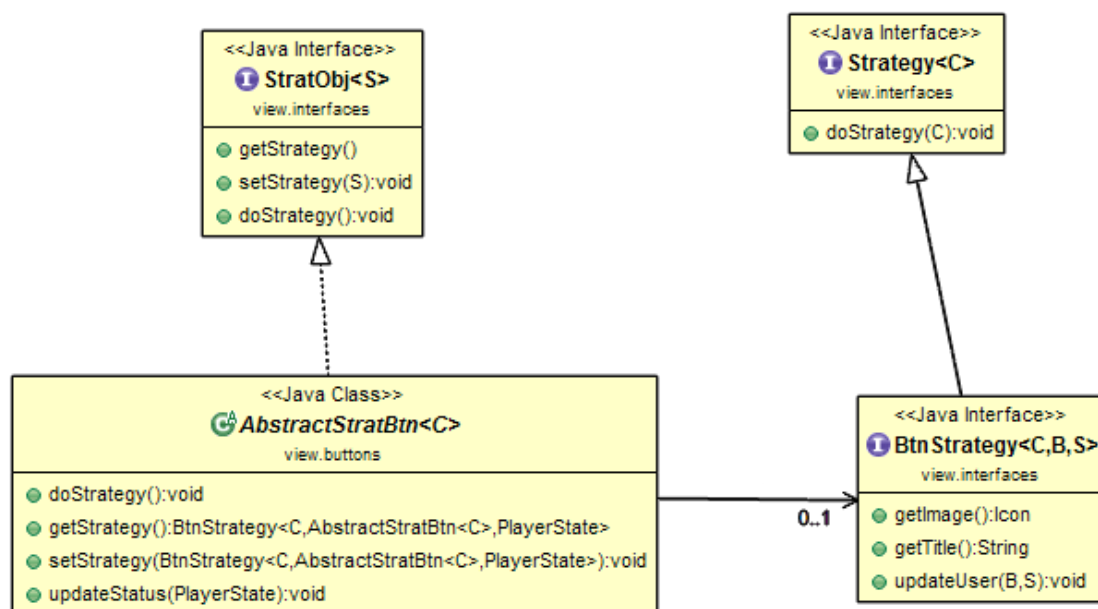 <<Java Interface>>
StratObj<S>
view.interfaces
getStrategy()
setStrategy(S):void
doStrategy():void
<<Java Interface>>
Strategy<C>
view.interfaces
doStrategy(C):void
<<Java Class>>
AbstractStratBtn<C>
view.buttons
doStrategy():void
getStrategy():BtnStrategy<C,AbstractStratBtn<C>,PlayerState>
setStrategy(BtnStrategy<C,AbstractStratBtn<C>,PlayerState>):void
updateStatus(PlayerState):void
0..1
<<Java Interface>>
BtnStrategy<C,B,S>
view.interfaces
getImage():Icon
getTitle():String
updateUser(B,S):void